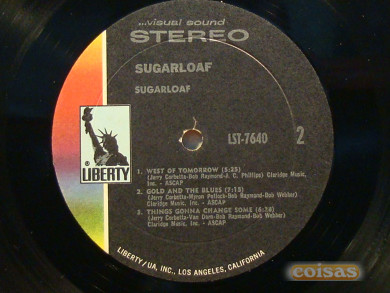 ...visual sound
STEREO
SUGARLOAF
SUGARLOAF
LST-7640
2
LIBERTY
1. WEST OF TOMORROW (5:25)
(Jerry Corbetta-Bob Raymond-J. C. Phillips) Claridge Music,
Inc. - ASCAP
2. GOLD AND THE BLUES (7:15)
(Jerry Corbetta-Myron Pollock-Bob Raymond-Bob Webber)
Claridge Music, Inc. - ASCAP
3. THINGS GONNA CHANGE SOME (6:38)
(Jerry Corbetta-Van Dorn-Bob Raymond-Bob Webber)
Claridge Music, Inc. - ASCAP
LIBERTY/UA, INC., LOS ANGELES, CALIFORNIA
coisas